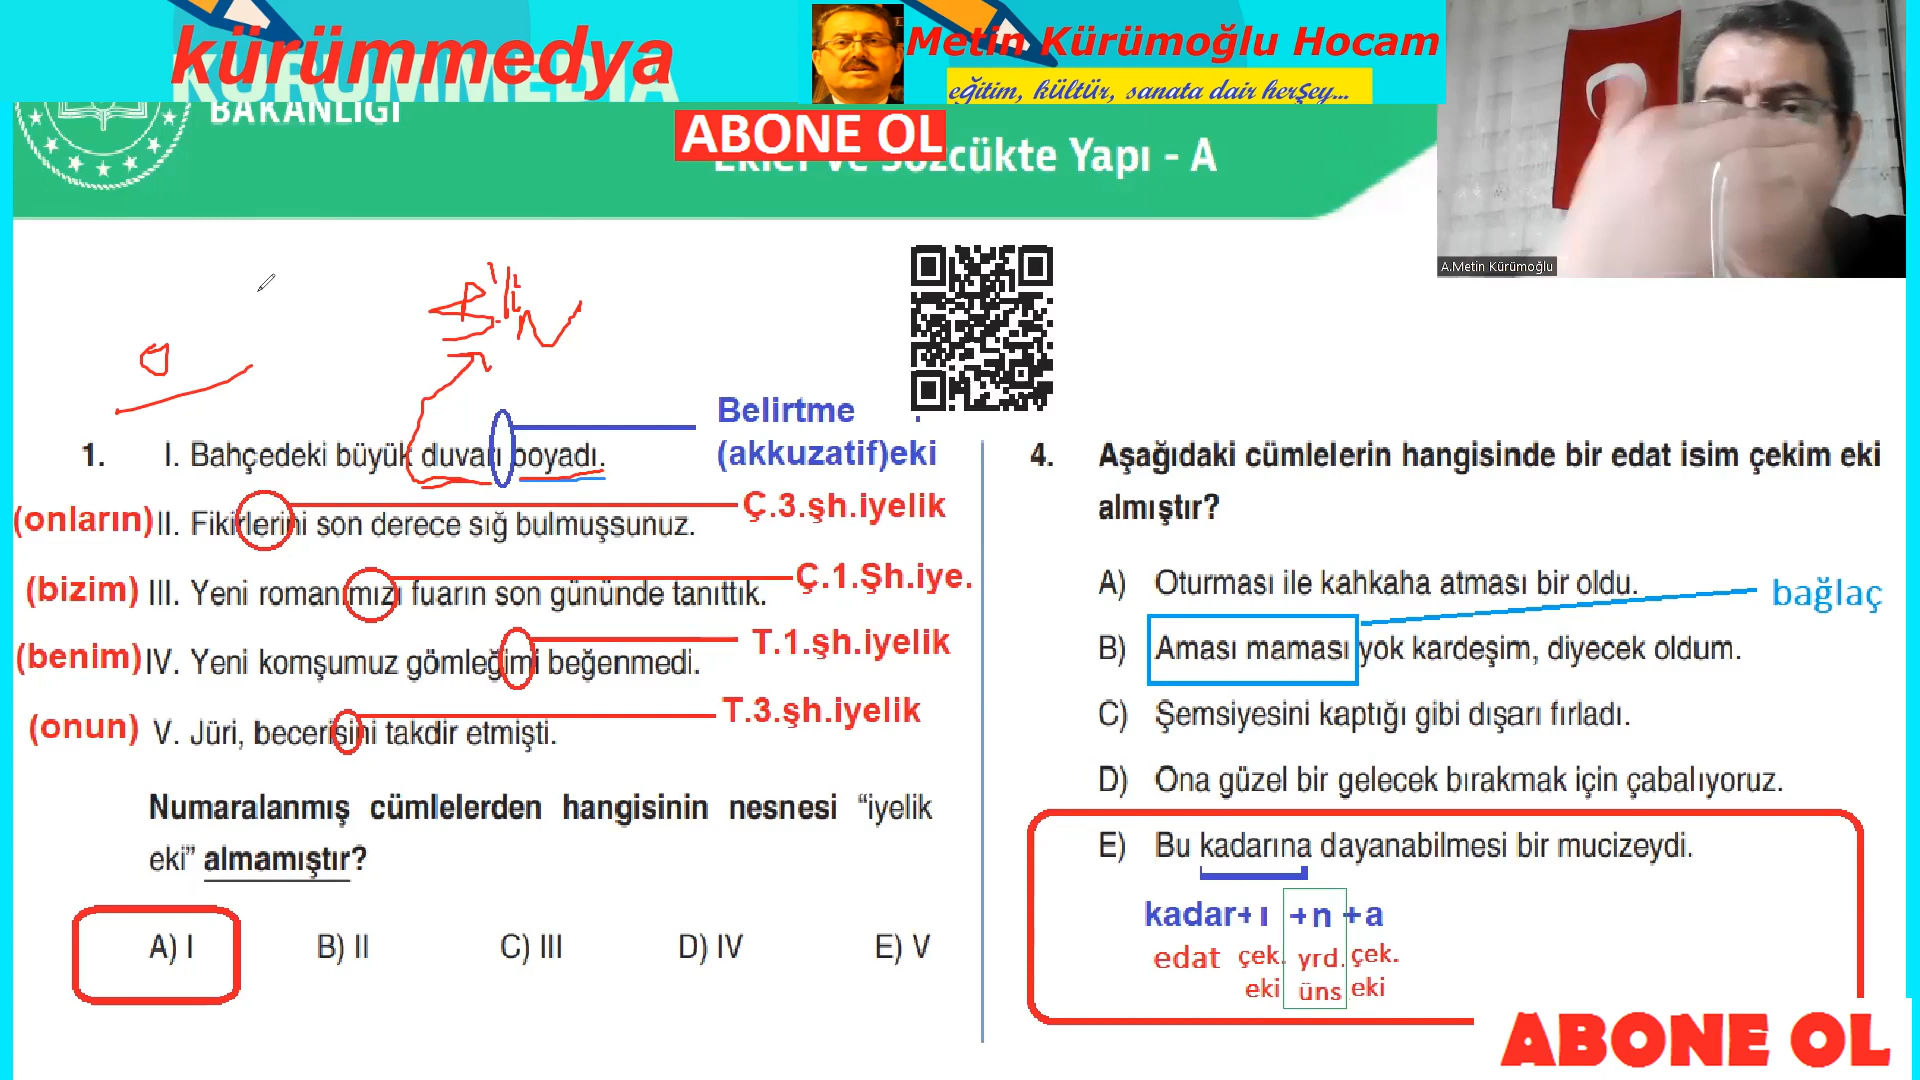 kürümmedya
KÜRÜMMEDIA
Metin Kürümoğlu Hocam
eğitim, kültür, sanata dair herşey...
BAKANLIĞI
ABONE OL
Ekler ve Sözcükte Yapı - A
A.Metin Kürümoğlu
Belirtme
(akkuzatif)eki
1. I. Bahçedeki büyük duvarı boyadı.
(onların) II. Fikirlerini son derece sığ bulmuşsunuz.
Ç.3.şh.iyelik
(bizim) III. Yeni romanımızı fuarın son gününde tanıttık.
Ç.1.Şh.iye.
(benim) IV. Yeni komşumuz gömleğimi beğenmedi.
T.1.şh.iyelik
(onun) V. Jüri, becerisini takdir etmişti.
T.3.şh.iyelik
Numaralanmış cümlelerden hangisinin nesnesi “iyelik
eki” almamıştır?
A) I B) II C) III D) IV E) V
4. Aşağıdaki cümlelerin hangisinde bir edat isim çekim eki
almıştır?
A) Oturması ile kahkaha atması bir oldu.
bağlaç
B) Aması maması yok kardeşim, diyecek oldum.
C) Şemsiyesini kaptığı gibi dışarı fırladı.
D) Ona güzel bir gelecek bırakmak için çabalıyoruz.
E) Bu kadarına dayanabilmesi bir mucizeydi.
kadar+ı +n +a
edat çek. yrd. çek.
eki üns eki
ABONE OL